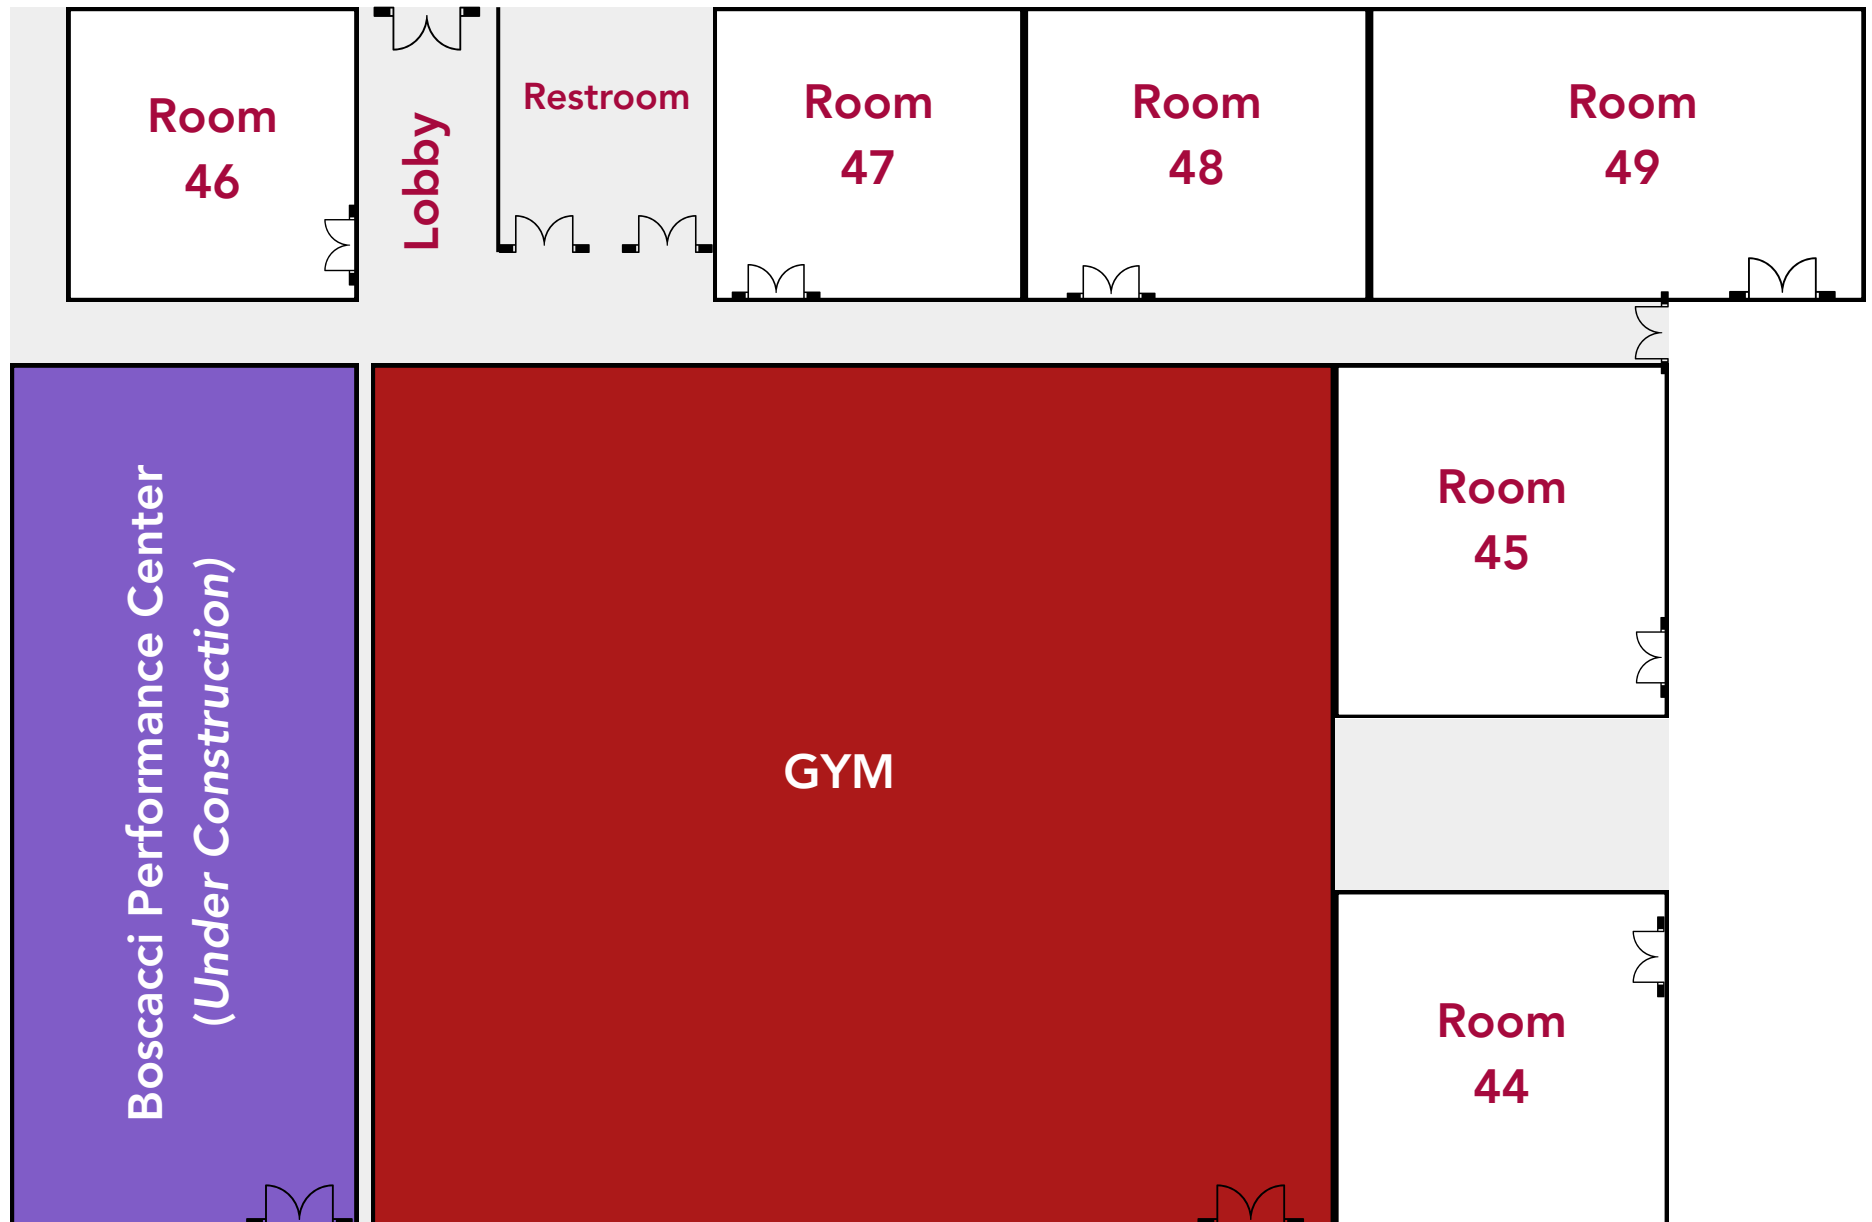 Room
46
Lobby
Restroom
Room
47
Room
48
Room
49
Boscacci Performance Center
(Under Construction)
GYM
Room
45
Room
44